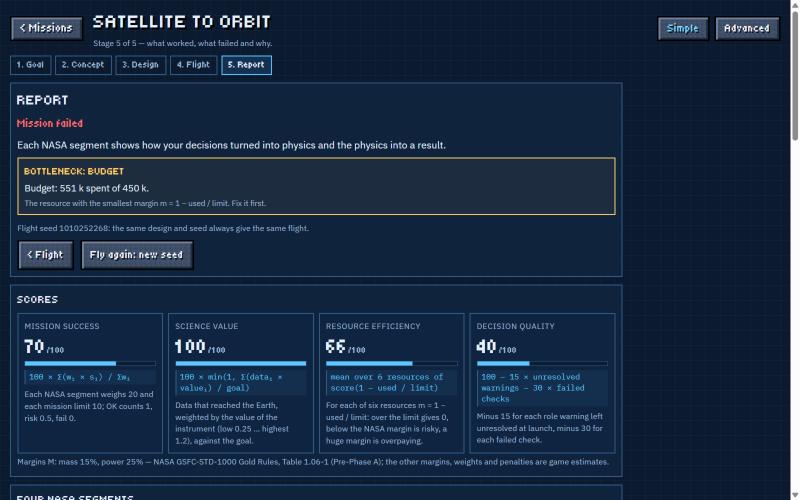 < Missions
SATELLITE TO ORBIT
Stage 5 of 5 — what worked, what failed and why.
Simple
Advanced
1. Goal
2. Concept
3. Design
4. Flight
5. Report
REPORT
Mission failed
Each NASA segment shows how your decisions turned into physics and the physics into a result.
BOTTLENECK: BUDGET
Budget: 551 k spent of 450 k.
The resource with the smallest margin m = 1 − used / limit. Fix it first.
Flight seed 1010252268: the same design and seed always give the same flight.
< Flight
Fly again: new seed
SCORES
MISSION SUCCESS
70 /100
100 × Σ(wᵢ × sᵢ) / Σwᵢ
Each NASA segment weighs 20 and
each mission limit 10; OK counts 1,
risk 0.5, fail 0.
SCIENCE VALUE
100 /100
100 × min(1, Σ(dataᵢ ×
valueᵢ) / goal)
Data that reached the Earth,
weighted by the value of the
instrument (low 0.25 … highest
1.2), against the goal.
RESOURCE EFFICIENCY
66 /100
mean over 6 resources of
score(1 − used / limit)
For each of six resources m = 1 −
used / limit: over the limit gives 0,
below the NASA margin is risky, a
huge margin is overpaying.
DECISION QUALITY
40 /100
100 − 15 × unresolved
warnings − 30 × failed
checks
Minus 15 for each role warning left
unresolved at launch, minus 30 for
each failed check.
Margins M: mass 15%, power 25% — NASA GSFC-STD-1000 Gold Rules, Table 1.06-1 (Pre-Phase A); the other margins, weights and penalties are game estimates.
FOUR NASA SEGMENTS